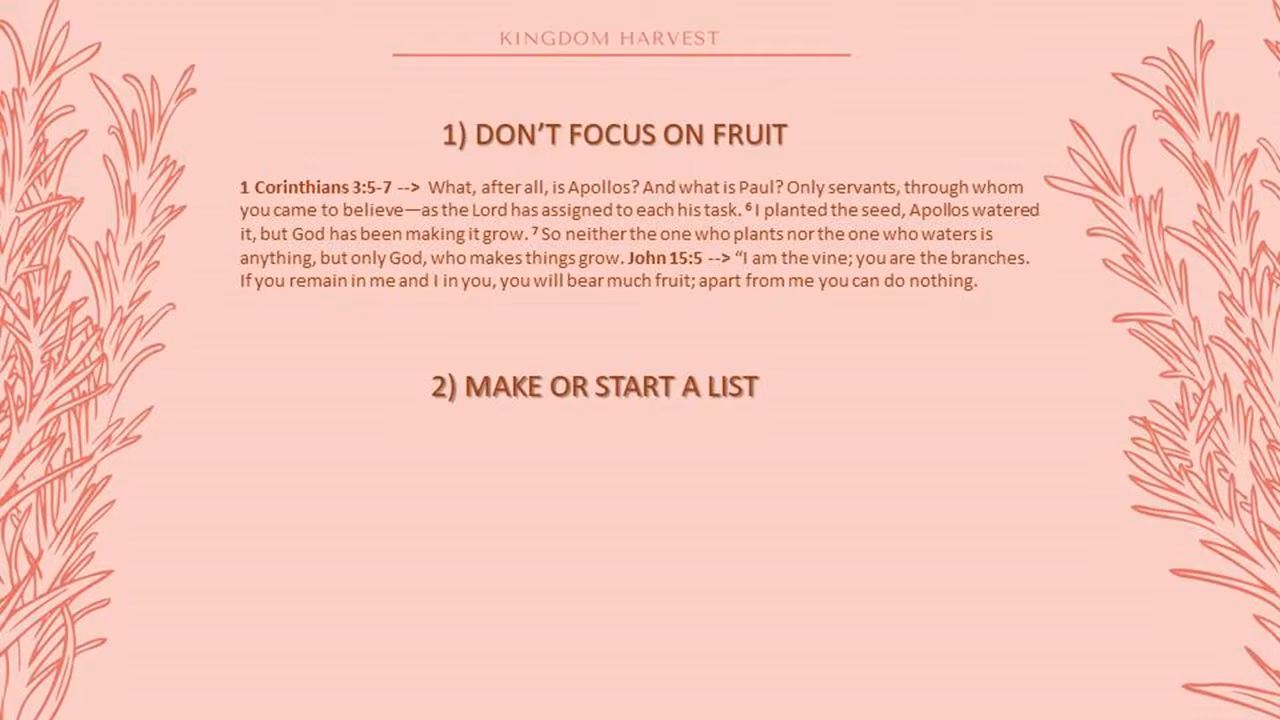 KINGDOM HARVEST
1) DON’T FOCUS ON FRUIT
1 Corinthians 3:5-7 --> What, after all, is Apollos? And what is Paul? Only servants, through whom
you came to believe—as the Lord has assigned to each his task. ⁶ I planted the seed, Apollos watered
it, but God has been making it grow. ⁷ So neither the one who plants nor the one who waters is
anything, but only God, who makes things grow. John 15:5 --> “I am the vine; you are the branches.
If you remain in me and I in you, you will bear much fruit; apart from me you can do nothing.
2) MAKE OR START A LIST